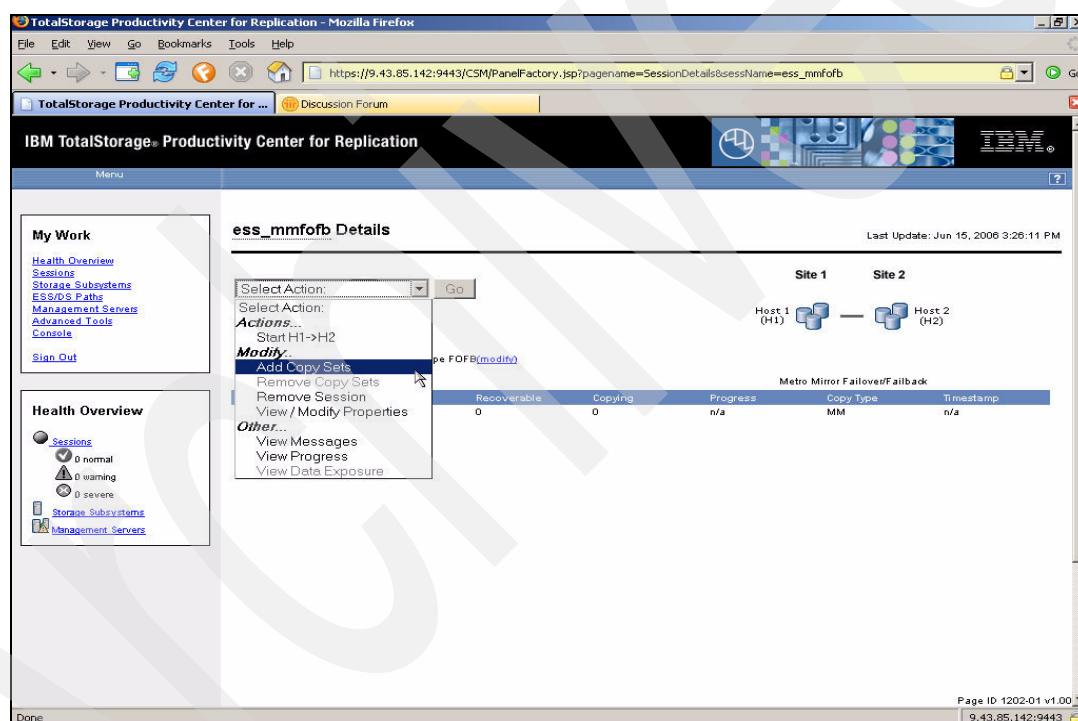 TotalStorage Productivity Center for Replication - Mozilla Firefox
File Edit View Go Bookmarks Tools Help
https://9.43.85.142:9443/CSM/PanelFactory.jsp?pagename=SessionDetails&sessName=ess_mmfofb
TotalStorage Productivity Center for ... Discussion Forum
IBM TotalStorage® Productivity Center for Replication
IBM®
Menu
?
My Work
Health Overview
Sessions
Storage Subsystems
ESS/DS Paths
Management Servers
Advanced Tools
Console
Sign Out
Health Overview
Sessions
0 normal
0 warning
0 severe
Storage Subsystems
Management Servers
ess_mmfofb Details
Last Update: Jun 15, 2006 3:26:11 PM
Select Action: Go
Select Action:
Actions...
Start H1->H2
Modify..
Add Copy Sets
Remove Copy Sets
Remove Session
View / Modify Properties
Other...
View Messages
View Progress
View Data Exposure
Site 1 Site 2
Host 1 (H1)
Host 2 (H2)
pe FOFB(modify)
Metro Mirror Failover/Failback
Recoverable Copying Progress Copy Type Timestamp
0 0 n/a MM n/a
Page ID 1202-01 v1.00
Done 9.43.85.142:9443